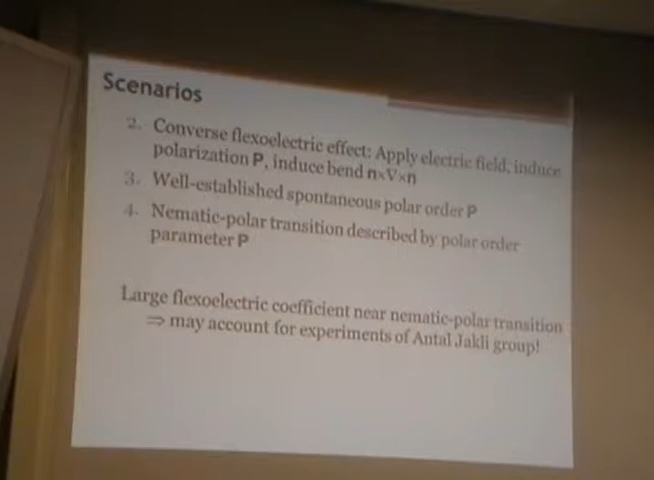 Scenarios
2. Converse flexoelectric effect: Apply electric field, induce
polarization P, induce bend n×∇×n
3. Well-established spontaneous polar order P
4. Nematic-polar transition described by polar order
parameter P
Large flexoelectric coefficient near nematic-polar transition
⇒ may account for experiments of Antal Jakli group!